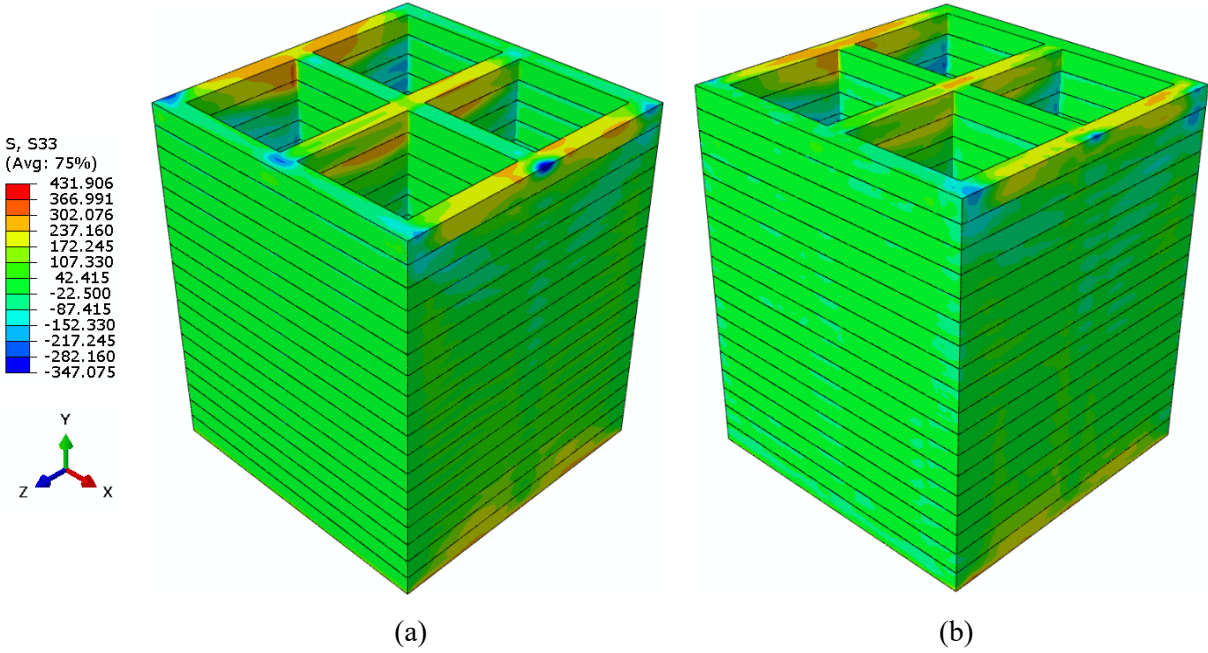 S, S33
(Avg: 75%)
431.906
366.991
302.076
237.160
172.245
107.330
42.415
-22.500
-87.415
-152.330
-217.245
-282.160
-347.075
Y
Z
X
(a)
(b)